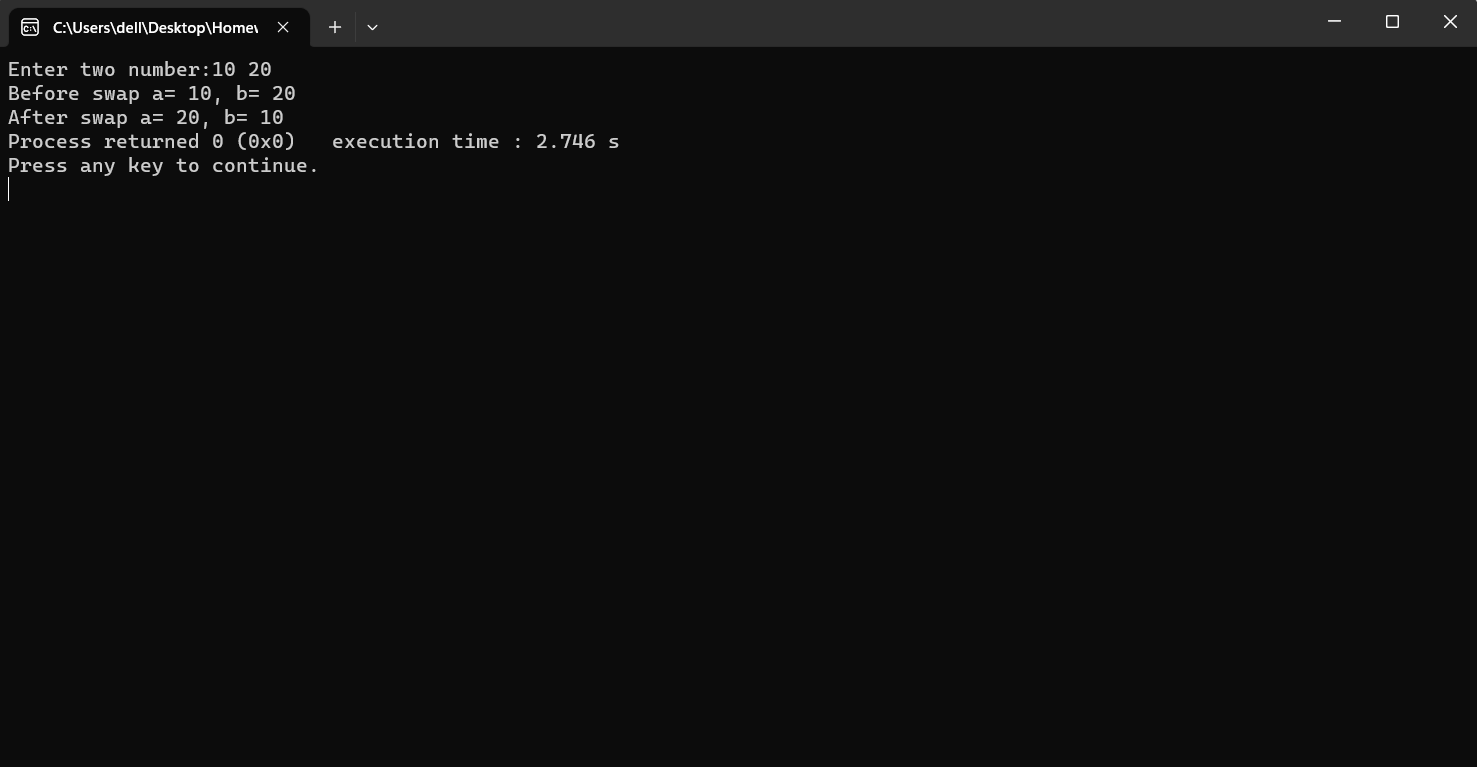 C:\Users\dell\Desktop\Home
Enter two number:10 20
Before swap a= 10, b= 20
After swap a= 20, b= 10
Process returned 0 (0x0)   execution time : 2.746 s
Press any key to continue.